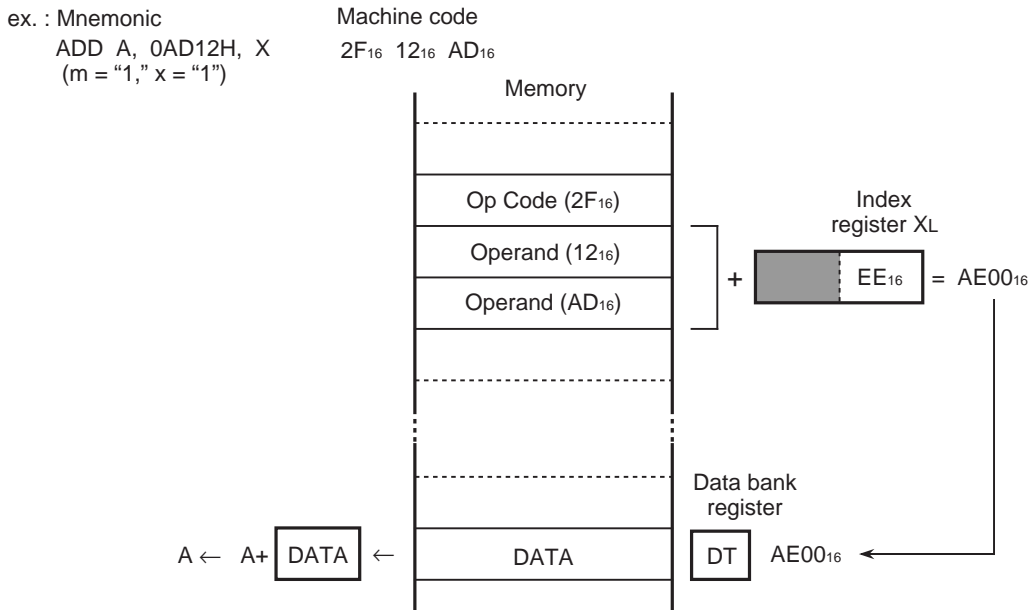 ex. : Mnemonic
Machine code
ADD A, 0AD12H, X
2F16 1216 AD16
(m = “1,” x = “1”)
Memory
Op Code (2F16)
Operand (1216)
Operand (AD16)
Index
register XL
+ EE16 = AE0016
Data bank
register
A ← A+ DATA ←
DATA
DT AE0016